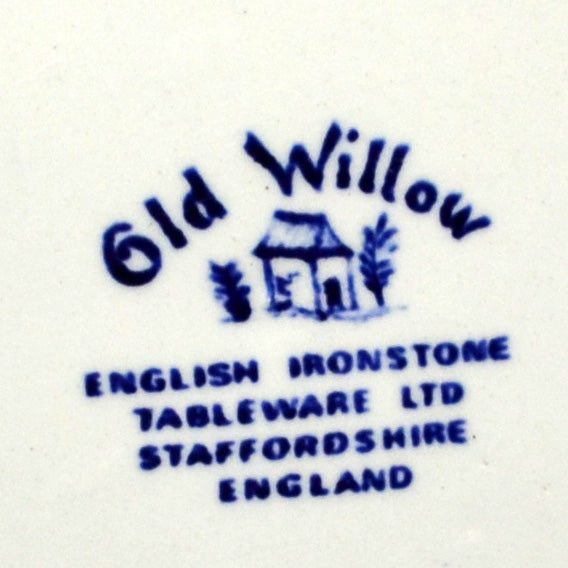 Old Willow
ENGLISH IRONSTONE
TABLEWARE LTD
STAFFORDSHIRE
ENGLAND